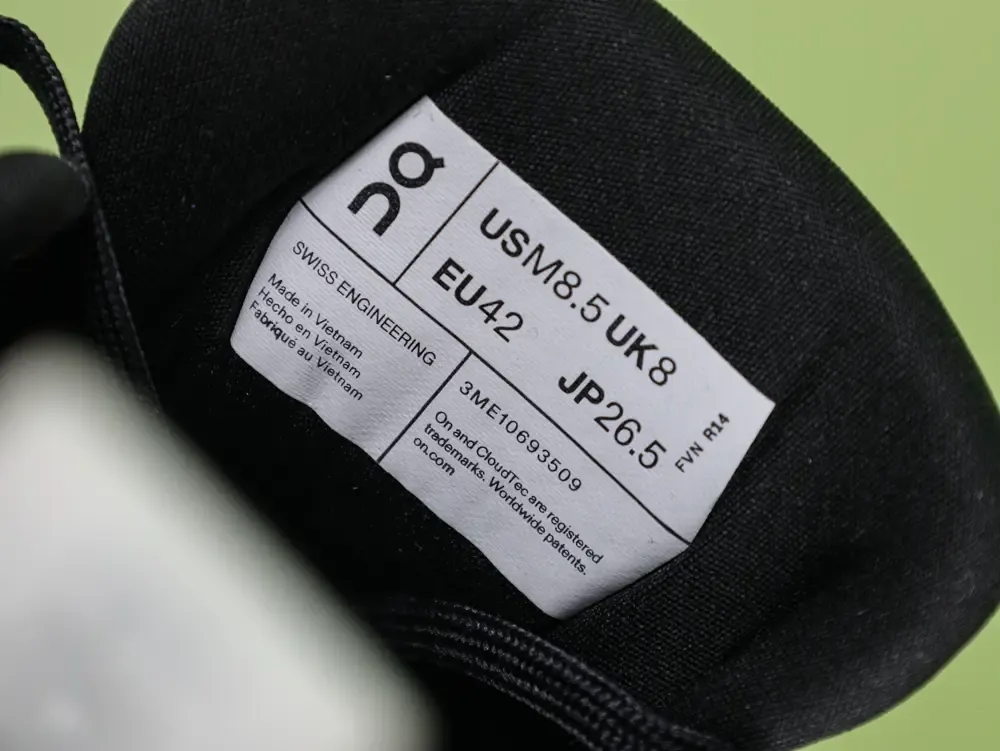 On
USM8.5 UK8
EU42 JP26.5
FVN R14
SWISS ENGINEERING
Made in Vietnam
Hecho en Vietnam
Fabriqué au Vietnam
3ME10693509
On and CloudTec are registered
trademarks. Worldwide patents.
on.com